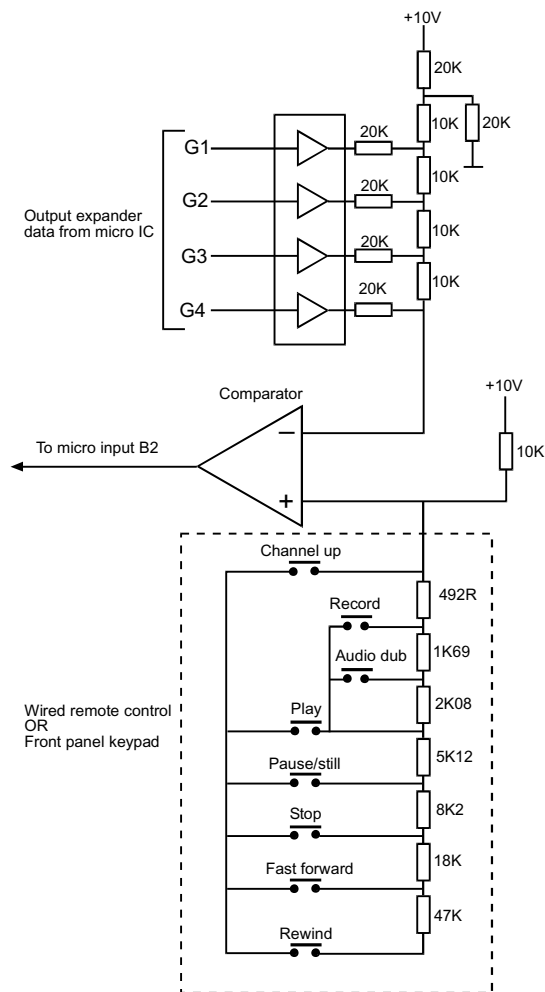 +10V
20K
10K
20K
20K
G1
10K
20K
G2
Output expander
data from micro IC
10K
20K
G3
10K
20K
G4
Comparator
+10V
To micro input B2
−
10K
+
Channel up
492R
Record
1K69
Audio dub
2K08
Wired remote control
OR
Front panel keypad
Play
5K12
Pause/still
8K2
Stop
18K
Fast forward
47K
Rewind